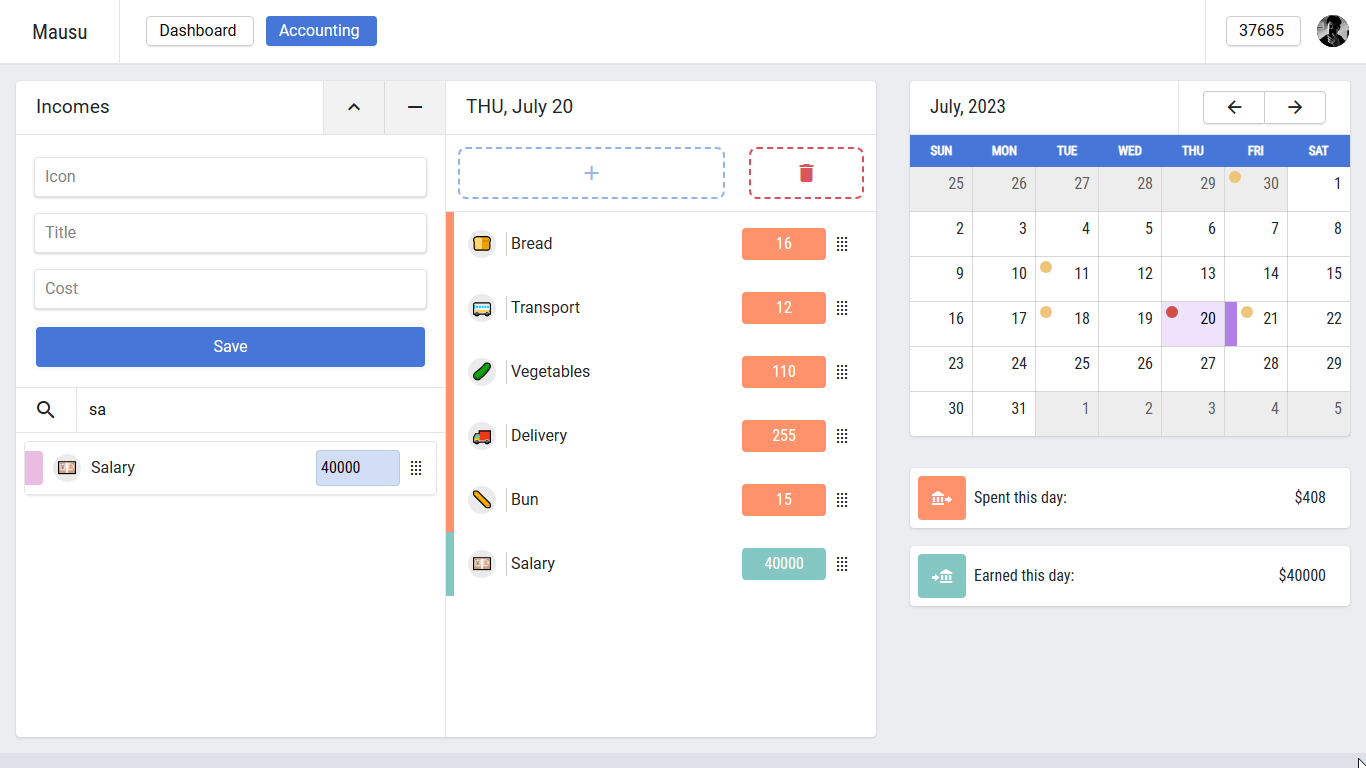 Mausu
Dashboard
Accounting
37685
Incomes
Icon
Title
Cost
Save
sa
Salary
40000
THU, July 20
+
Bread
16
Transport
12
Vegetables
110
Delivery
255
Bun
15
Salary
40000
July, 2023
SUN MON TUE WED THU FRI SAT
25 26 27 28 29 30 1
2 3 4 5 6 7 8
9 10 11 12 13 14 15
16 17 18 19 20 21 22
23 24 25 26 27 28 29
30 31 1 2 3 4 5
Spent this day:
$408
Earned this day:
$40000